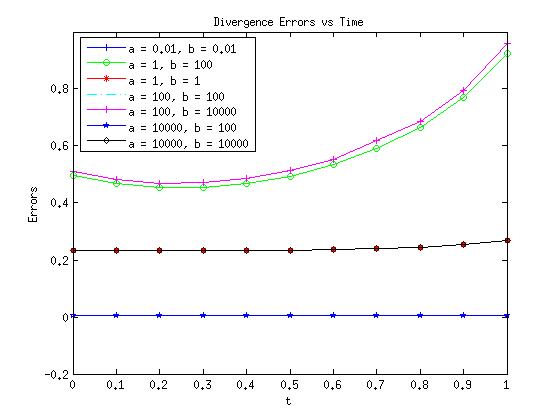 Divergence Errors vs Time
a = 0.01, b = 0.01
a = 1, b = 100
a = 1, b = 1
a = 100, b = 100
a = 100, b = 10000
a = 10000, b = 100
a = 10000, b = 10000
0.8
0.6
0.4
0.2
0
-0.2
Errors
0 0.1 0.2 0.3 0.4 0.5 0.6 0.7 0.8 0.9 1
t